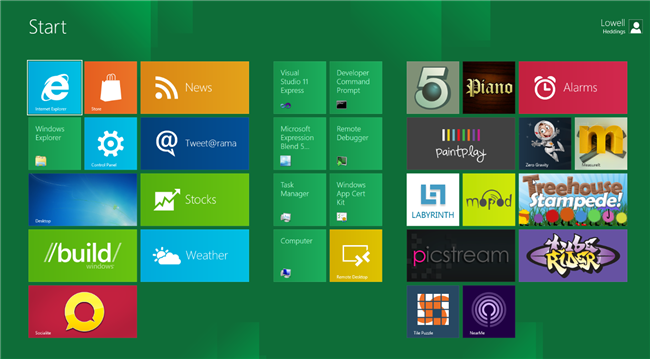 Start
Lowell
Heddings
Internet Explorer
Store
News
Windows
Explorer
Control Panel
Tweet@rama
Desktop
Stocks
//build/
windows
Weather
Socialite
Visual
Studio 11
Express
Developer
Command
Prompt
Microsoft
Expression
Blend 5...
Remote
Debugger
Task
Manager
Windows
App Cert
Kit
Computer
Remote Desktop
5
Piano
Alarms
paintplay
Zero Gravity
Measure it
LABYRINTH
mopod
Treehouse
Stampede!
picstream
Tube
RIDER
Tile Puzzle
NearMe